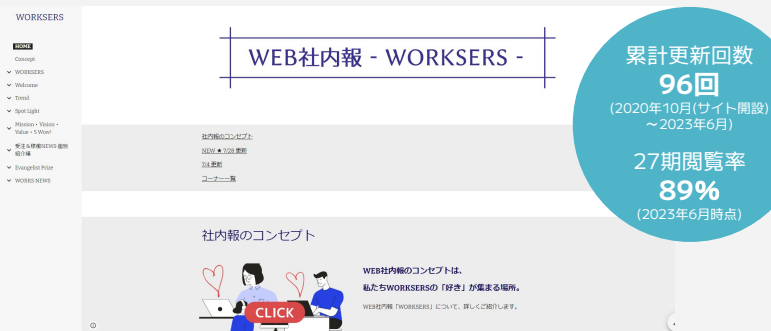 WORKSERS
HOME
Concept
WORKSERS
Welcome
Trend
Spot Light
Mission・Vision・
Value・5 Wow!
受注&稼働NEWS 個別
紹介編
Evangelist Prize
WORKS NEWS
WEB社内報 - WORKSERS -
社内報のコンセプト
NEW ★ 7/28 更新
7/4 更新
コーナー一覧
社内報のコンセプト
WEB社内報のコンセプトは、
私たちWORKSERSの「好き」が集まる場所。
WEB社内報「WORKSERS」について、詳しくご紹介します。
CLICK
累計更新回数
96回
(2020年10月(サイト開設)
～2023年6月)
27期閲覧率
89%
(2023年6月時点)